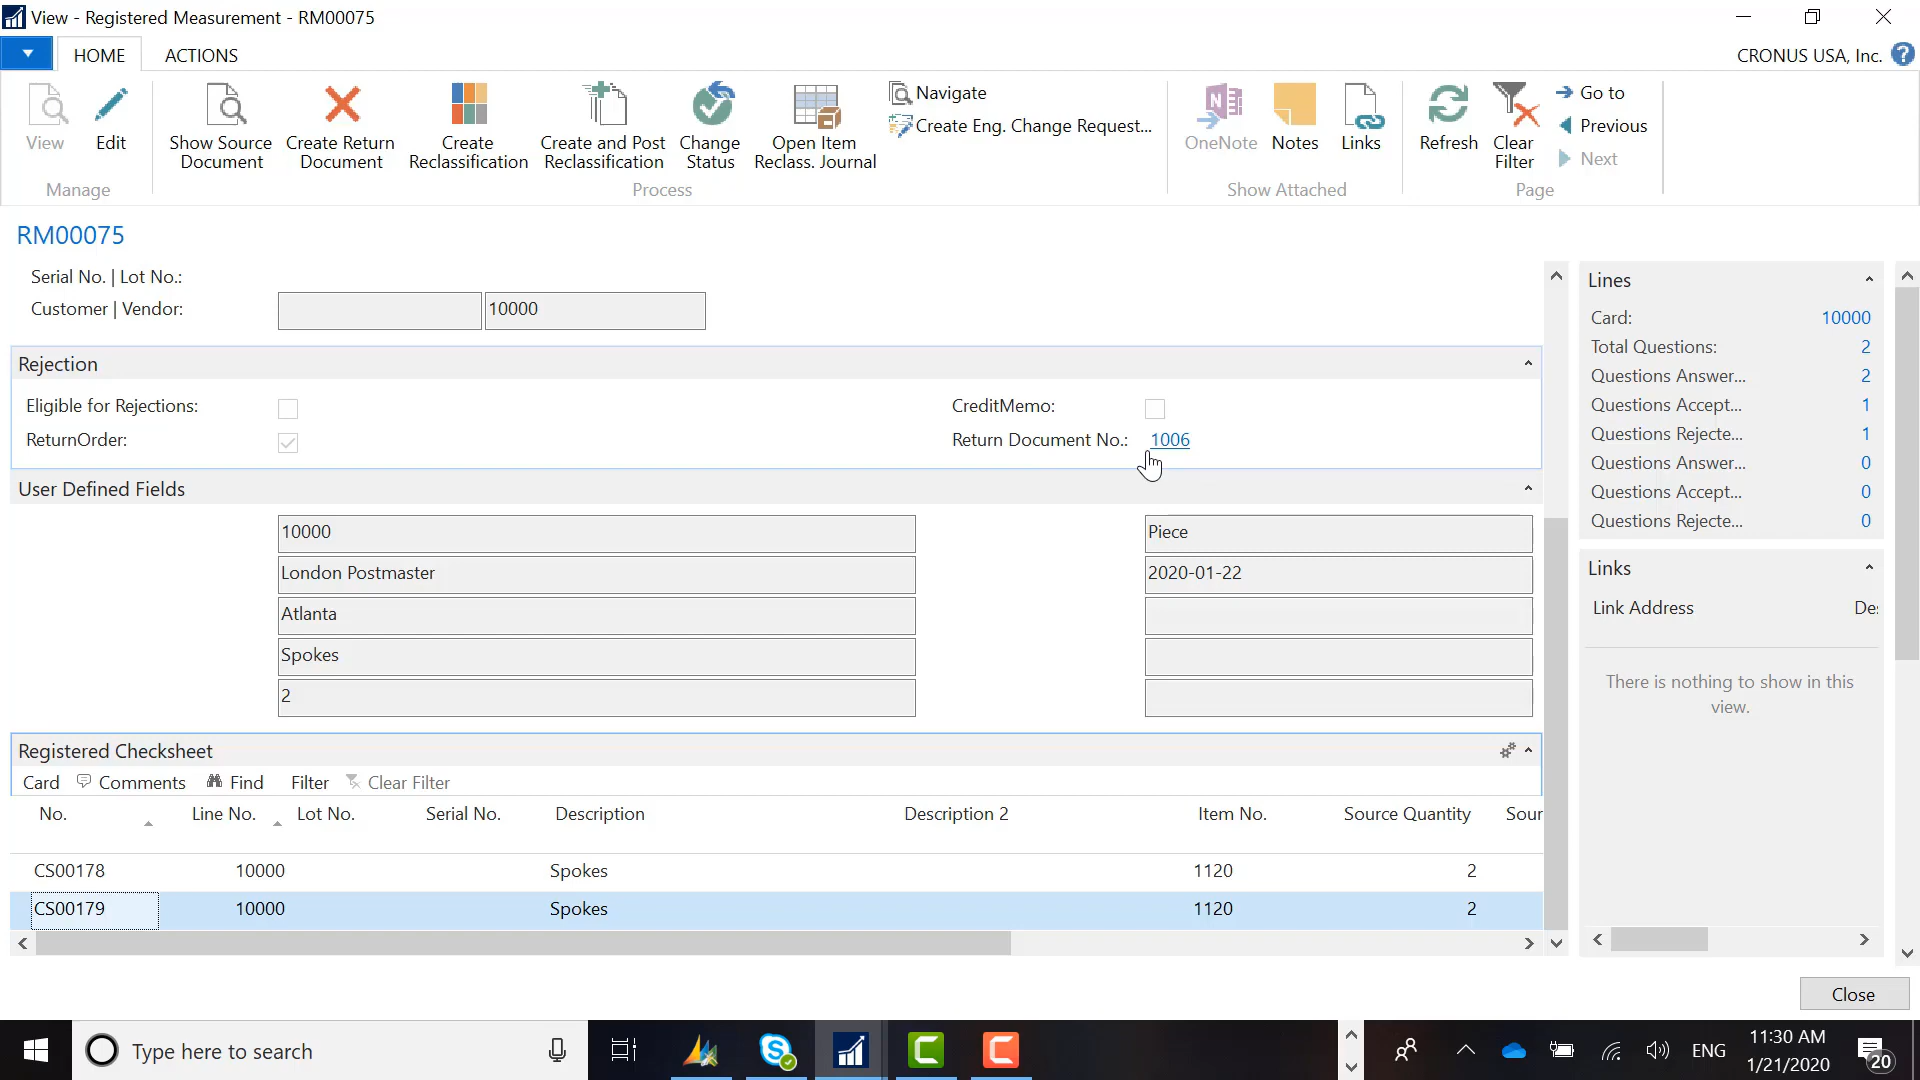 View - Registered Measurement - RM00075
HOME
ACTIONS
CRONUS USA, Inc.
?
View
Edit
Manage
Show Source
Document
Create Return
Document
Create
Reclassification
Create and Post
Reclassification
Change
Status
Open Item
Reclass. Journal
Navigate
Create Eng. Change Request...
Process
OneNote
Notes
Links
Show Attached
Refresh
Clear
Filter
Go to
Previous
Next
Page
RM00075
Serial No. | Lot No.:
Customer | Vendor:
10000
Rejection
Eligible for Rejections:
CreditMemo:
ReturnOrder:
Return Document No.:
1006
User Defined Fields
10000
Piece
London Postmaster
2020-01-22
Atlanta
Spokes
2
Registered Checksheet
Card
Comments
Find
Filter
Clear Filter
No.
Line No.
Lot No.
Serial No.
Description
Description 2
Item No.
Source Quantity
Sour
CS00178
10000
Spokes
1120
2
CS00179
10000
Spokes
1120
2
Lines
Card:
10000
Total Questions:
2
Questions Answer...
2
Questions Accept...
1
Questions Rejecte...
1
Questions Answer...
0
Questions Accept...
0
Questions Rejecte...
0
Links
Link Address
De
There is nothing to show in this
view.
Close
Type here to search
ENG
11:30 AM
1/21/2020
20